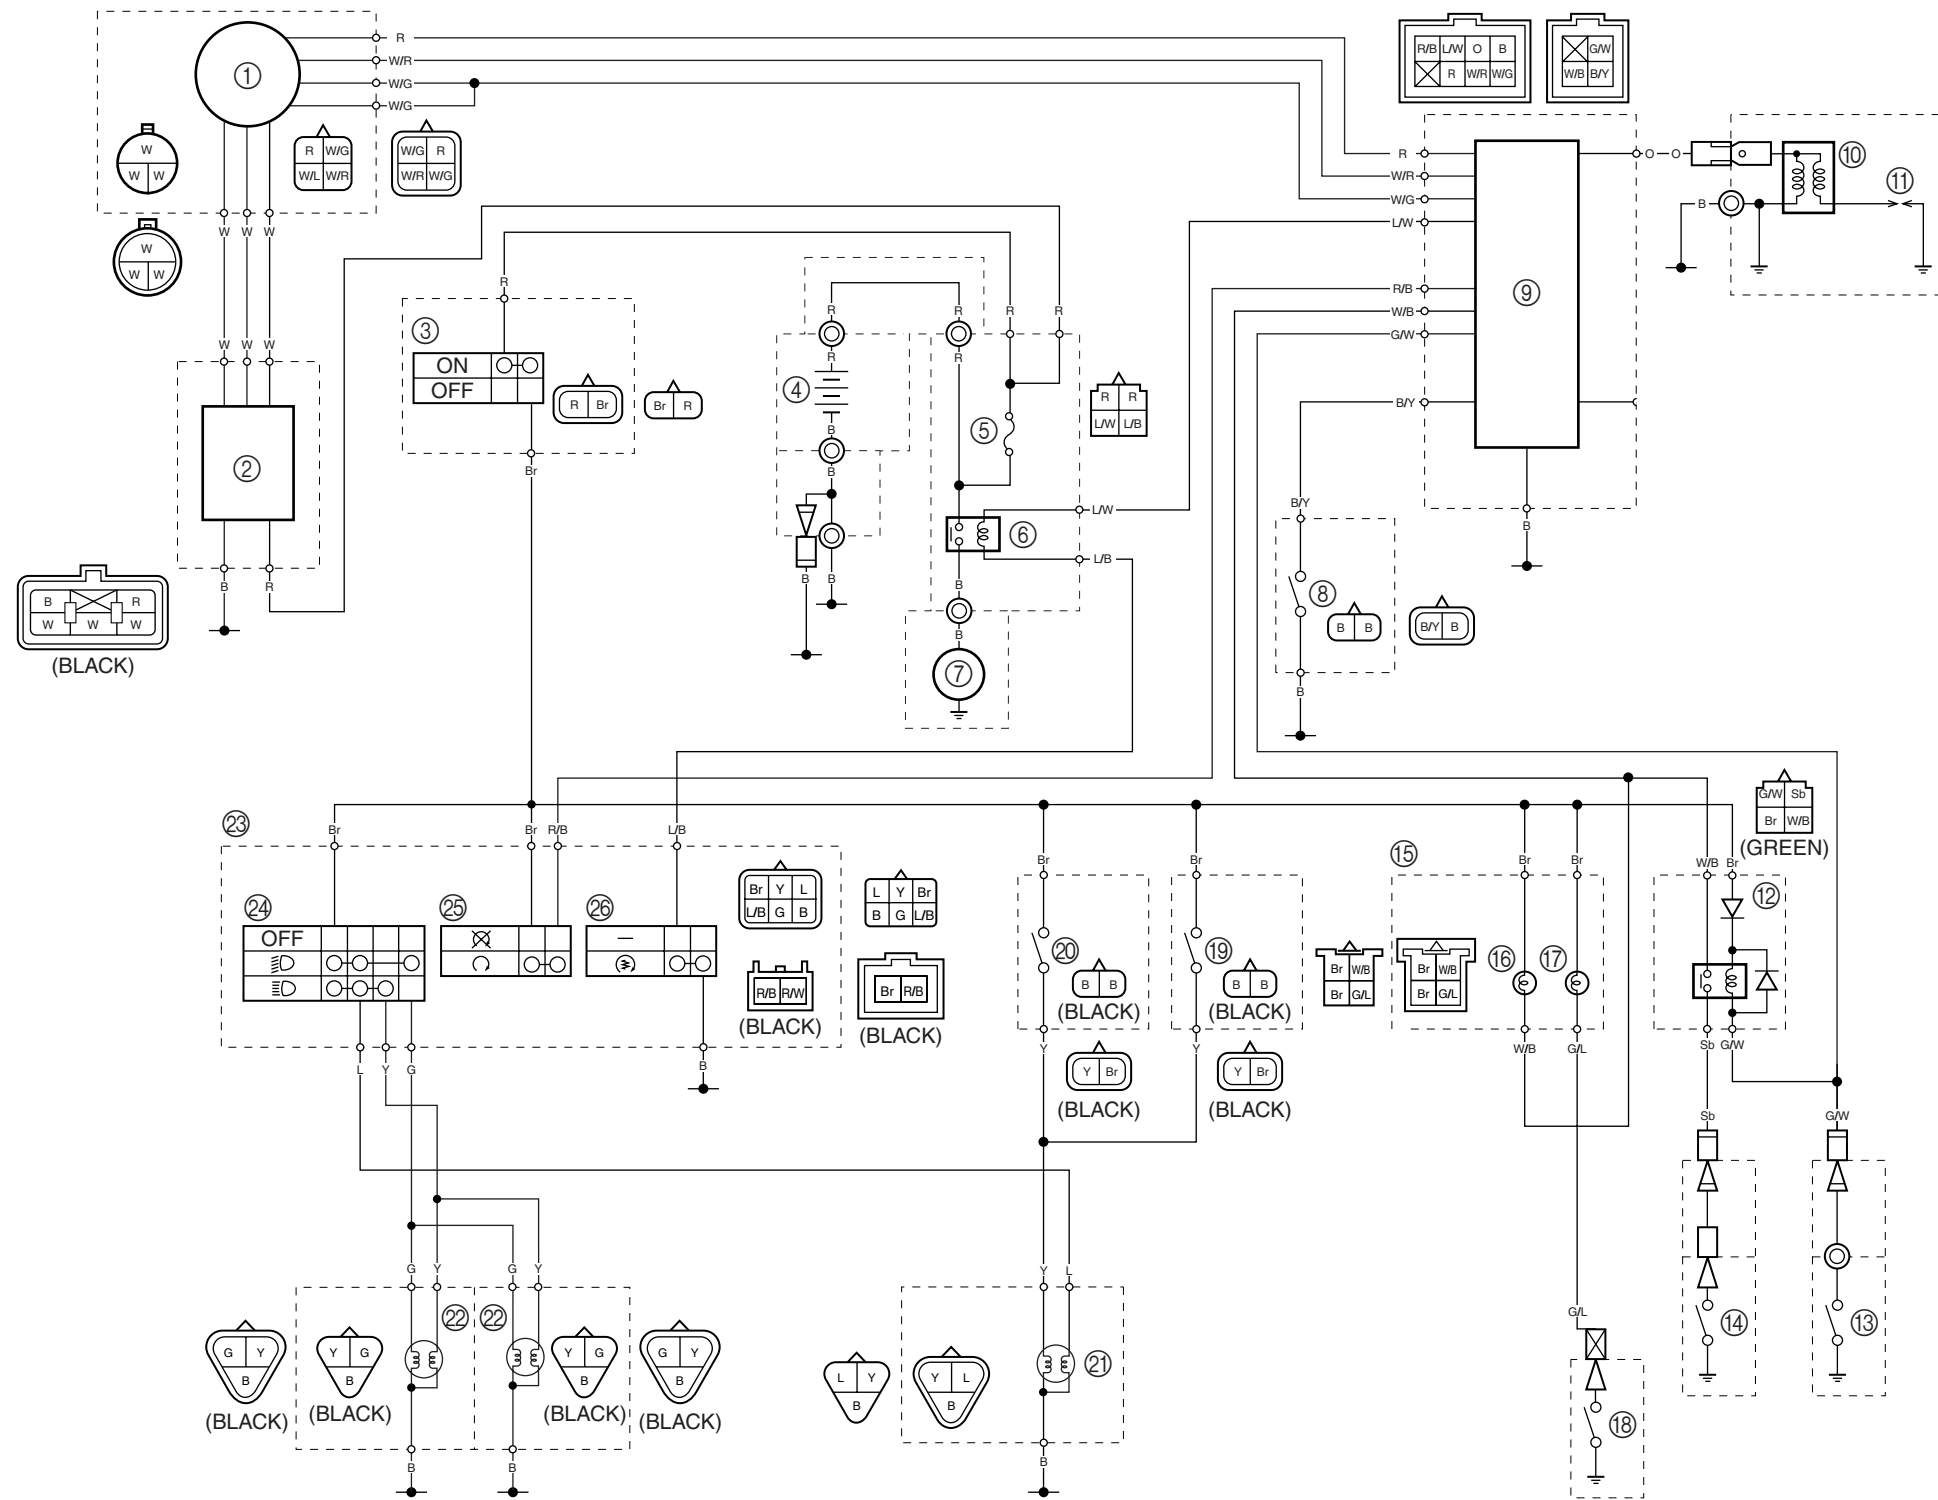 R
W/R
W/G
W/G
①
W
W W
R W/G
W/L W/R
W/G R
W/R W/G
R/B L/W O B
R W/R W/G
G/W
W/B B/Y
R
W/R
W/G
L/W
R/B
W/B
G/W
B/Y
⑨
B
O O
⑩
⑪
B
W W W
W
W W
W W W
②
B R
B R
W W W
(BLACK)
R
③
ON
OFF
R Br
Br R
Br
R R R R
④
R R
B
B
B B
⑤
R R
L/W L/B
⑥
L/W
L/B
B
B
⑦
B/Y
⑧
B B
B/Y B
B
㉓
Br Br R/B L/B
㉔
OFF
㉕
㉖
Br Y L
L/B G B
L Y Br
B G L/B
R/B R/W
(BLACK)
Br R/B
(BLACK)
L Y G B
Br
⑳
B B
(BLACK)
Y
Y Br
(BLACK)
Br
⑲
B B
(BLACK)
Y
Y Br
(BLACK)
⑮
Br Br
Br W/B
Br G/L
Br W/B
Br G/L
⑯ ⑰
W/B G/L
G/W Sb
Br W/B
(GREEN)
W/B Br
⑫
Sb G/W
Sb G/W
⑭ ⑬
G/L
⑱
G Y G Y
㉒ ㉒
G Y
B
(BLACK)
Y G
B
(BLACK)
Y G
B
(BLACK)
G Y
B
(BLACK)
B B
Y L
㉑
L Y
B
Y L
B
B